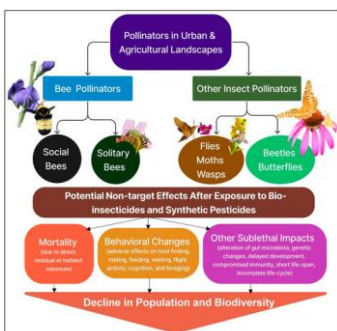 Pollinators in Urban &
Agricultural Landscapes
Bee Pollinators
Other Insect Pollinators
Social
Bees
Solitary
Bees
Flies
Moths
Wasps
Beetles
Butterflies
Potential Non-target Effects After Exposure to Bio-
insecticides and Synthetic Pesticides
Mortality
(due to direct,
residual or indirect
exposure)
Behavioral Changes
(adverse effects on host finding,
mating, feeding, nesting, flight
activity, cognition, and foraging)
Other
Sublethal Impacts
(alteration of gut microbiota, genetic
changes, delayed development,
compromised immunity, short life-span,
incomplete life-cycle)
Decline in Population and Biodiversity